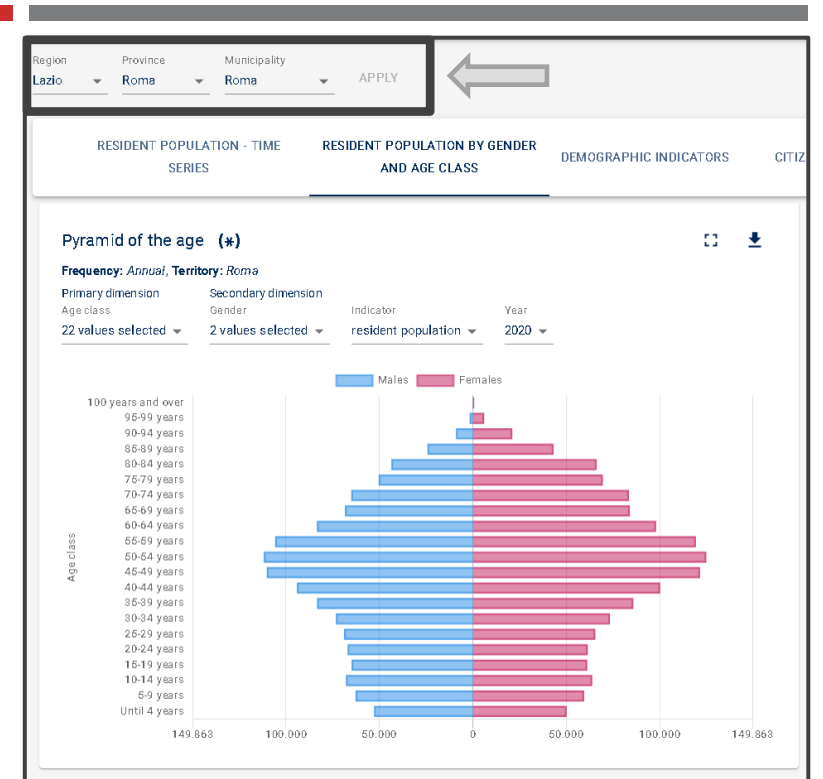 Region Province Municipality
Lazio Roma Roma APPLY
RESIDENT POPULATION - TIME SERIES
RESIDENT POPULATION BY GENDER AND AGE CLASS
DEMOGRAPHIC INDICATORS
CITIZ
Pyramid of the age (*)
Frequency: Annual, Territory: Roma
Primary dimension Secondary dimension
Age class Gender Indicator Year
22 values selected 2 values selected resident population 2020
Males Females
Age class
100 years and over
95-99 years
90-94 years
85-89 years
80-84 years
75-79 years
70-74 years
65-69 years
60-64 years
55-59 years
50-54 years
45-49 years
40-44 years
35-39 years
30-34 years
25-29 years
20-24 years
15-19 years
10-14 years
5-9 years
Until 4 years
149.863 100.000 50.000 0 50.000 100.000 149.863